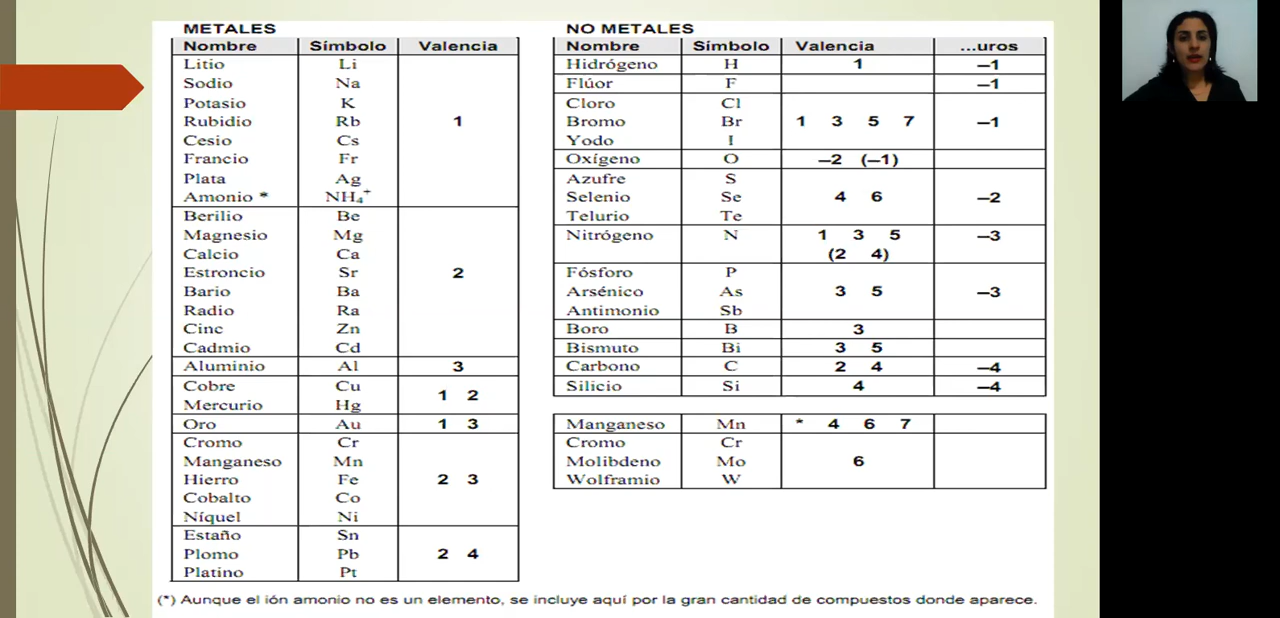 METALES
Nombre Símbolo Valencia
Litio Li
Sodio Na
Potasio K
Rubidio Rb 1
Cesio Cs
Francio Fr
Plata Ag
Amonio * NH₄⁺
Berilio Be
Magnesio Mg
Calcio Ca
Estroncio Sr 2
Bario Ba
Radio Ra
Cinc Zn
Cadmio Cd
Aluminio Al 3
Cobre Cu 1 2
Mercurio Hg
Oro Au 1 3
Cromo Cr
Manganeso Mn
Hierro Fe 2 3
Cobalto Co
Níquel Ni
Estaño Sn
Plomo Pb 2 4
Platino Pt
NO METALES
Nombre Símbolo Valencia ...uros
Hidrógeno H 1 –1
Flúor F –1
Cloro Cl
Bromo Br 1 3 5 7 –1
Yodo I
Oxígeno O –2 (–1)
Azufre S
Selenio Se 4 6 –2
Telurio Te
Nitrógeno N 1 3 5 –3
(2 4)
Fósforo P
Arsénico As 3 5 –3
Antimonio Sb
Boro B 3
Bismuto Bi 3 5
Carbono C 2 4 –4
Silicio Si 4 –4
Manganeso Mn * 4 6 7
Cromo Cr
Molibdeno Mo 6
Wolframio W
(*) Aunque el ión amonio no es un elemento, se incluye aquí por la gran cantidad de compuestos donde aparece.